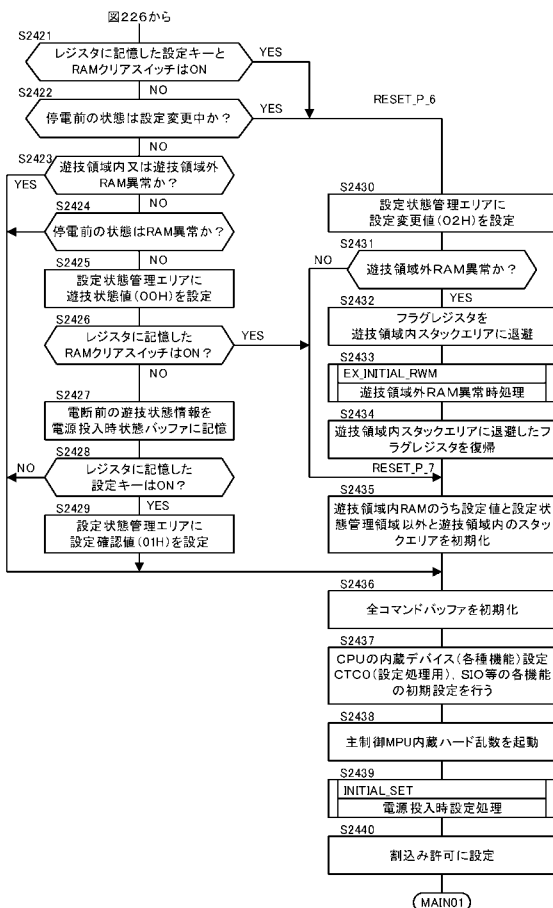 図226から
S2421
レジスタに記憶した設定キーと
RAMクリアスイッチはON
YES
NO
S2422
停電前の状態は設定変更中か?
YES
NO
RESET_P_6
S2423
遊技領域内又は遊技領域外
RAM異常か?
YES
NO
S2424
停電前の状態はRAM異常か?
NO
S2425
設定状態管理エリアに
遊技状態値(00H)を設定
S2426
レジスタに記憶した
RAMクリアスイッチはON?
YES
NO
S2427
電断前の遊技状態情報を
電源投入時状態バッファに記憶
S2428
レジスタに記憶した
設定キーはON?
NO
YES
S2429
設定状態管理エリアに
設定確認値(01H)を設定
S2430
設定状態管理エリアに
設定変更値(02H)を設定
S2431
遊技領域外RAM異常か?
NO
YES
S2432
フラグレジスタを
遊技領域内スタックエリアに退避
S2433
EX_INITIAL_RWM
遊技領域外RAM異常時処理
S2434
遊技領域内スタックエリアに退避したフ
ラグレジスタを復帰
RESET_P_7
S2435
遊技領域内RAMのうち設定値と設定状
態管理領域以外と遊技領域内のスタッ
クエリアを初期化
S2436
全コマンドバッファを初期化
S2437
CPUの内蔵デバイス(各種機能)設定
CTC0(設定処理用)、SIO等の各機能
の初期設定を行う
S2438
主制御MPU内蔵ハード乱数を起動
S2439
INITIAL_SET
電源投入時設定処理
S2440
割込み許可に設定
MAIN01